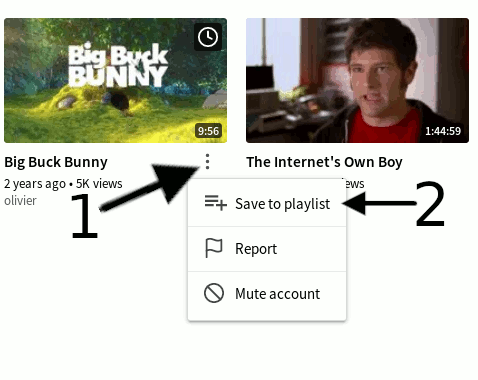 Big Buck
BUNNY
9:56
1:44:59
Big Buck Bunny
The Internet's Own Boy
2 years ago • 5K views
ews
olivier
1
Save to playlist
2
Report
Mute account